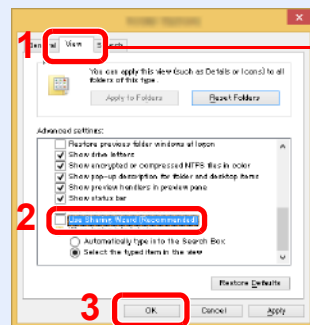 1
General View Search
You can apply this view (such as Details or Icons) to all
folders of this type.
Apply to Folders Reset Folders
Advanced settings:
Restore previous folder windows at logon
Show drive letters
Show encrypted or compressed NTFS files in color
Show pop-up description for folder and desktop items
Show preview handlers in preview pane
Show status bar
2
Use Sharing Wizard (Recommended)
Automatically type into the Search Box
Select the typed item in the view
Restore Defaults
3
OK Cancel Apply